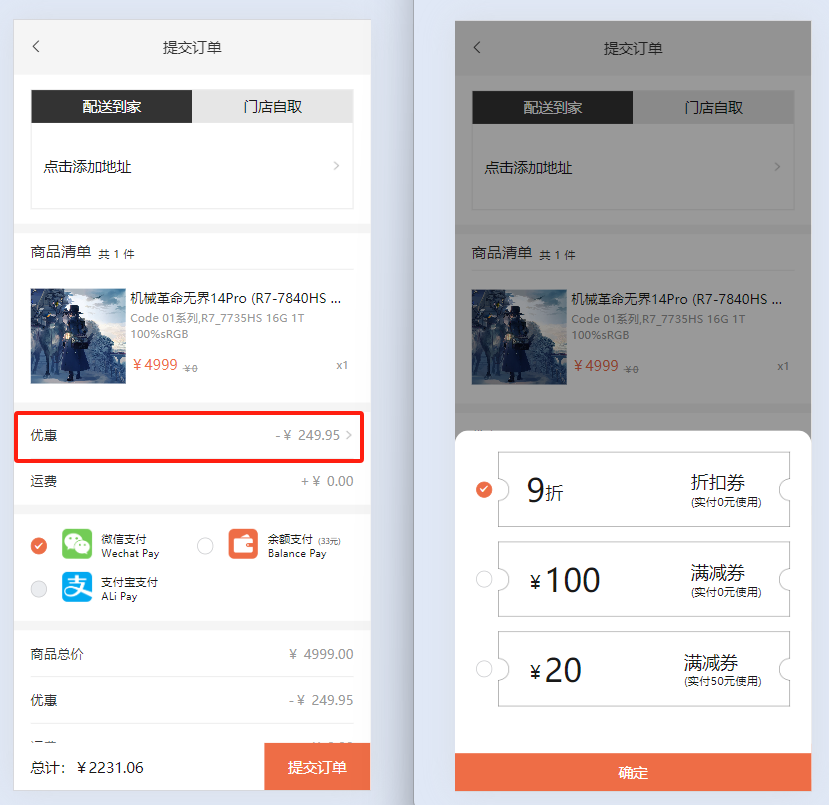 提交订单
配送到家 门店自取
点击添加地址
商品清单 共 1 件
机械革命无界14Pro (R7-7840HS ...
Code 01系列,R7_7735HS 16G 1T
100%sRGB
¥ 4999 ¥0 x1
优惠 -¥ 249.95
运费 +¥ 0.00
微信支付
Wechat Pay
余额支付 (33元)
Balance Pay
支付宝支付
ALi Pay
商品总价 ¥ 4999.00
优惠 -¥ 249.95
总计: ¥2231.06 提交订单
提交订单
配送到家 门店自取
点击添加地址
商品清单 共 1 件
机械革命无界14Pro (R7-7840HS ...
Code 01系列,R7_7735HS 16G 1T
100%sRGB
¥ 4999 ¥0 x1
9折 折扣券
(实付0元使用)
¥100 满减券
(实付0元使用)
¥20 满减券
(实付50元使用)
确定